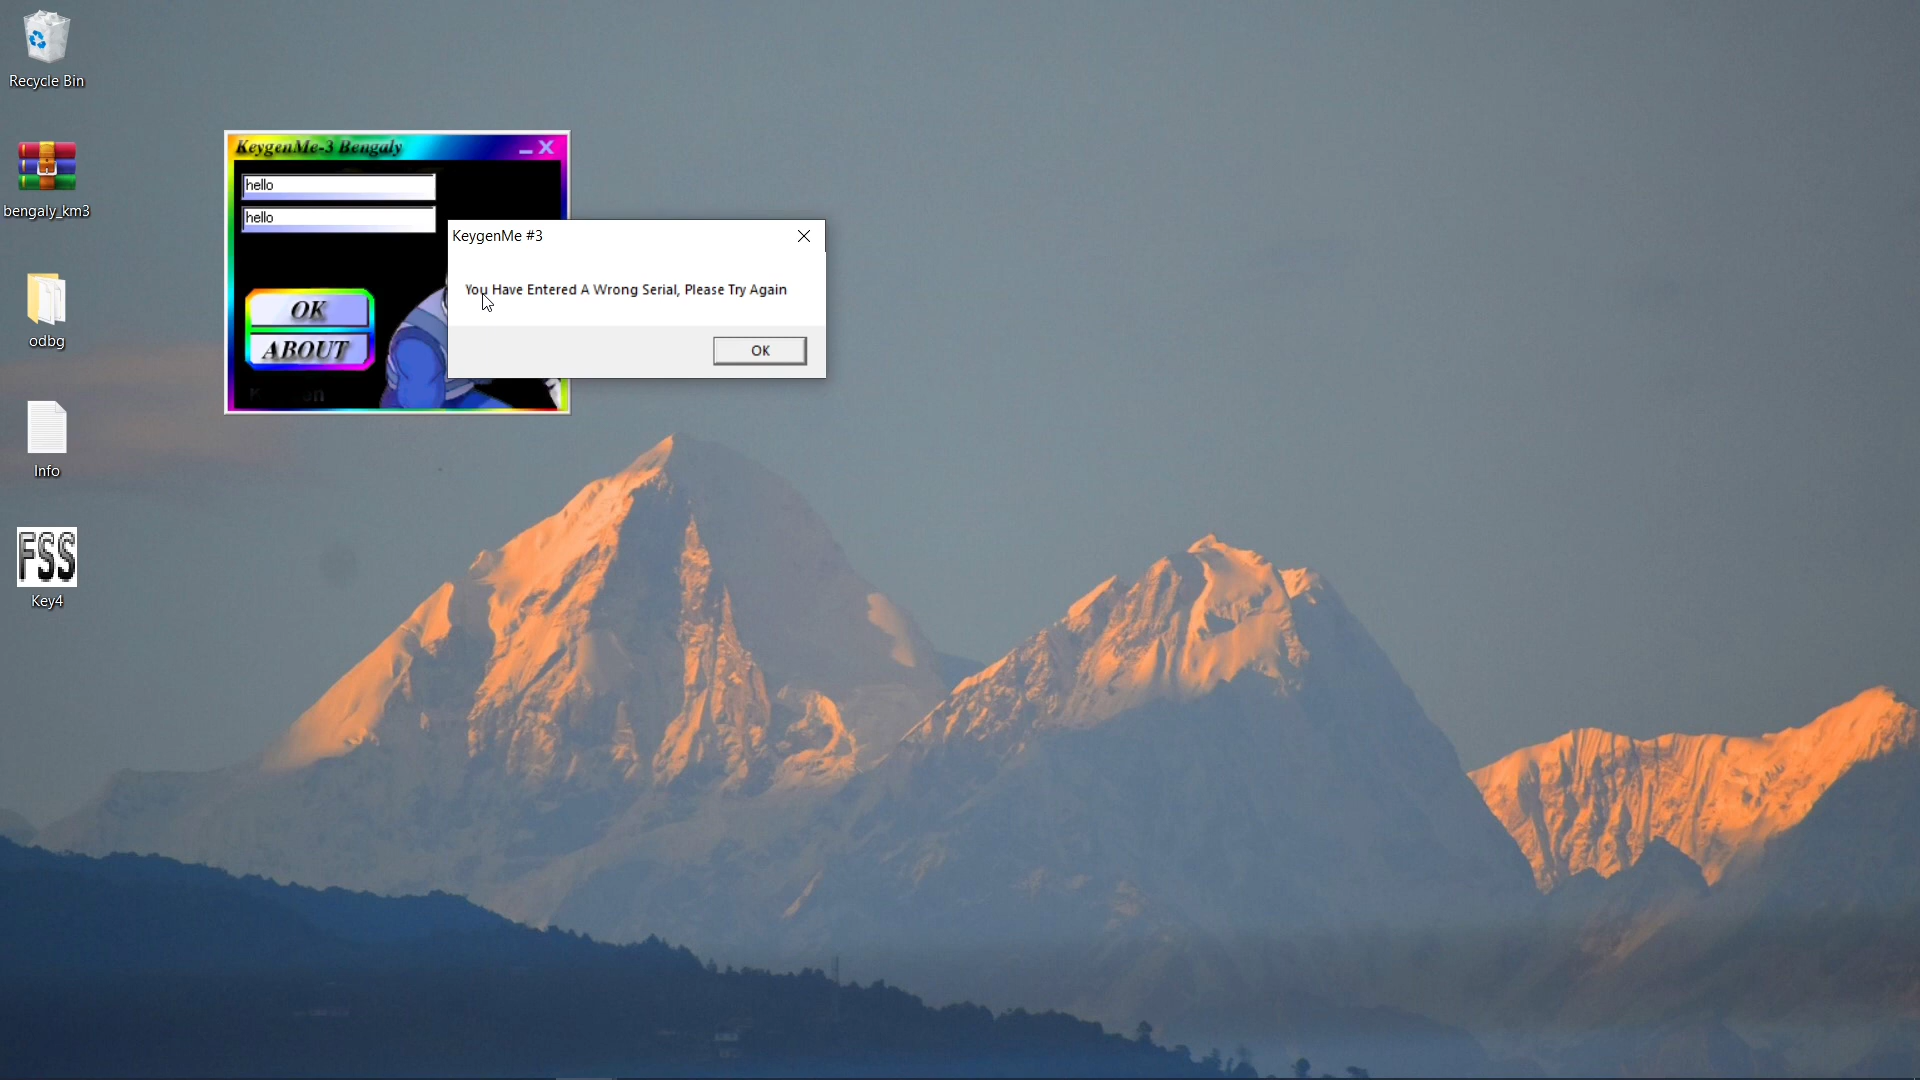 Recycle Bin
bengaly_km3
odbg
Info
FSS
Key4
KeygenMe-3 Bengaly
hello
hello
OK
ABOUT
KeygenMe #3
You Have Entered A Wrong Serial, Please Try Again
OK